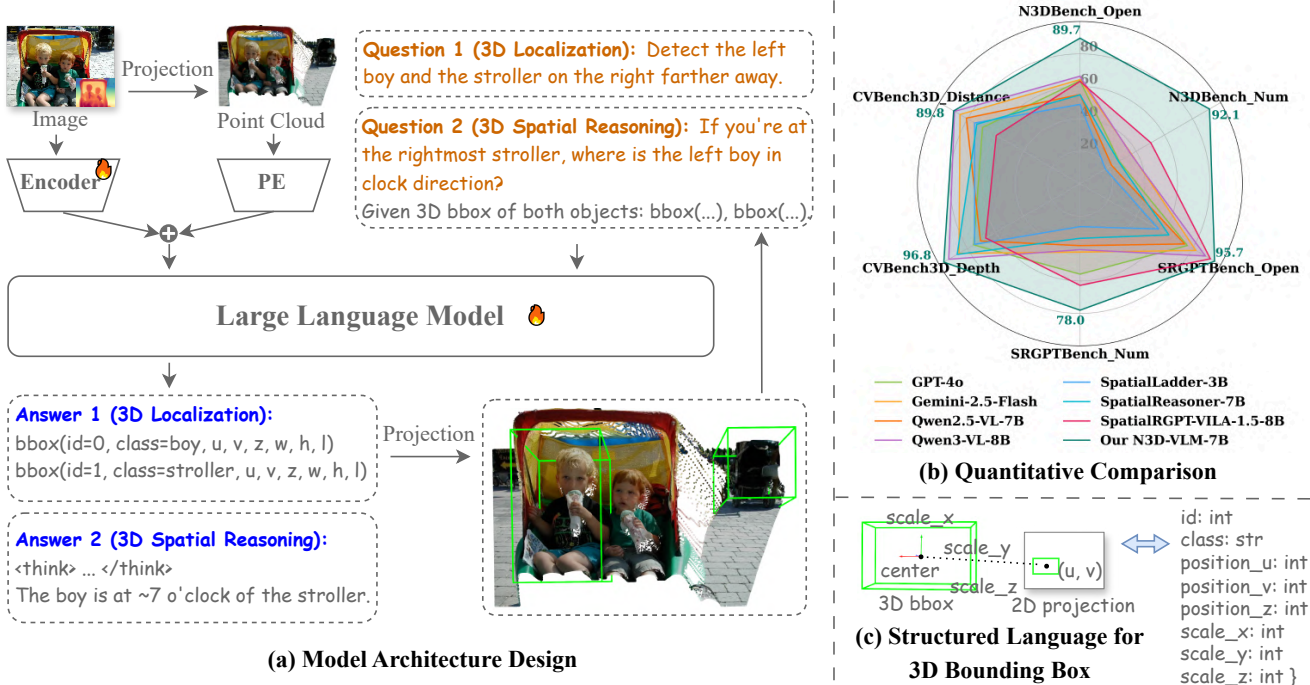 Projection
Image
Point Cloud
Encoder
PE
Question 1 (3D Localization): Detect the left
boy and the stroller on the right farther away.
Question 2 (3D Spatial Reasoning): If you're at
the rightmost stroller, where is the left boy in
clock direction?
Given 3D bbox of both objects: bbox(...), bbox(...).
Large Language Model
Answer 1 (3D Localization):
bbox(id=0, class=boy, u, v, z, w, h, l)
bbox(id=1, class=stroller, u, v, z, w, h, l)
Projection
Answer 2 (3D Spatial Reasoning):
<think> ... </think>
The boy is at ~7 o'clock of the stroller.
(a) Model Architecture Design
N3DBench_Open
89.7
80
60
40
20
CVBench3D_Distance
89.8
N3DBench_Num
92.1
96.8
CVBench3D_Depth
95.7
SRGPTBench_Open
78.0
SRGPTBench_Num
GPT-4o
Gemini-2.5-Flash
Qwen2.5-VL-7B
Qwen3-VL-8B
SpatialLadder-3B
SpatialReasoner-7B
SpatialRGPT-VILA-1.5-8B
Our N3D-VLM-7B
(b) Quantitative Comparison
scale_x
scale_y
center
scale_z
3D bbox
(u, v)
2D projection
id: int
class: str
position_u: int
position_v: int
position_z: int
scale_x: int
scale_y: int
scale_z: int }
(c) Structured Language for
3D Bounding Box